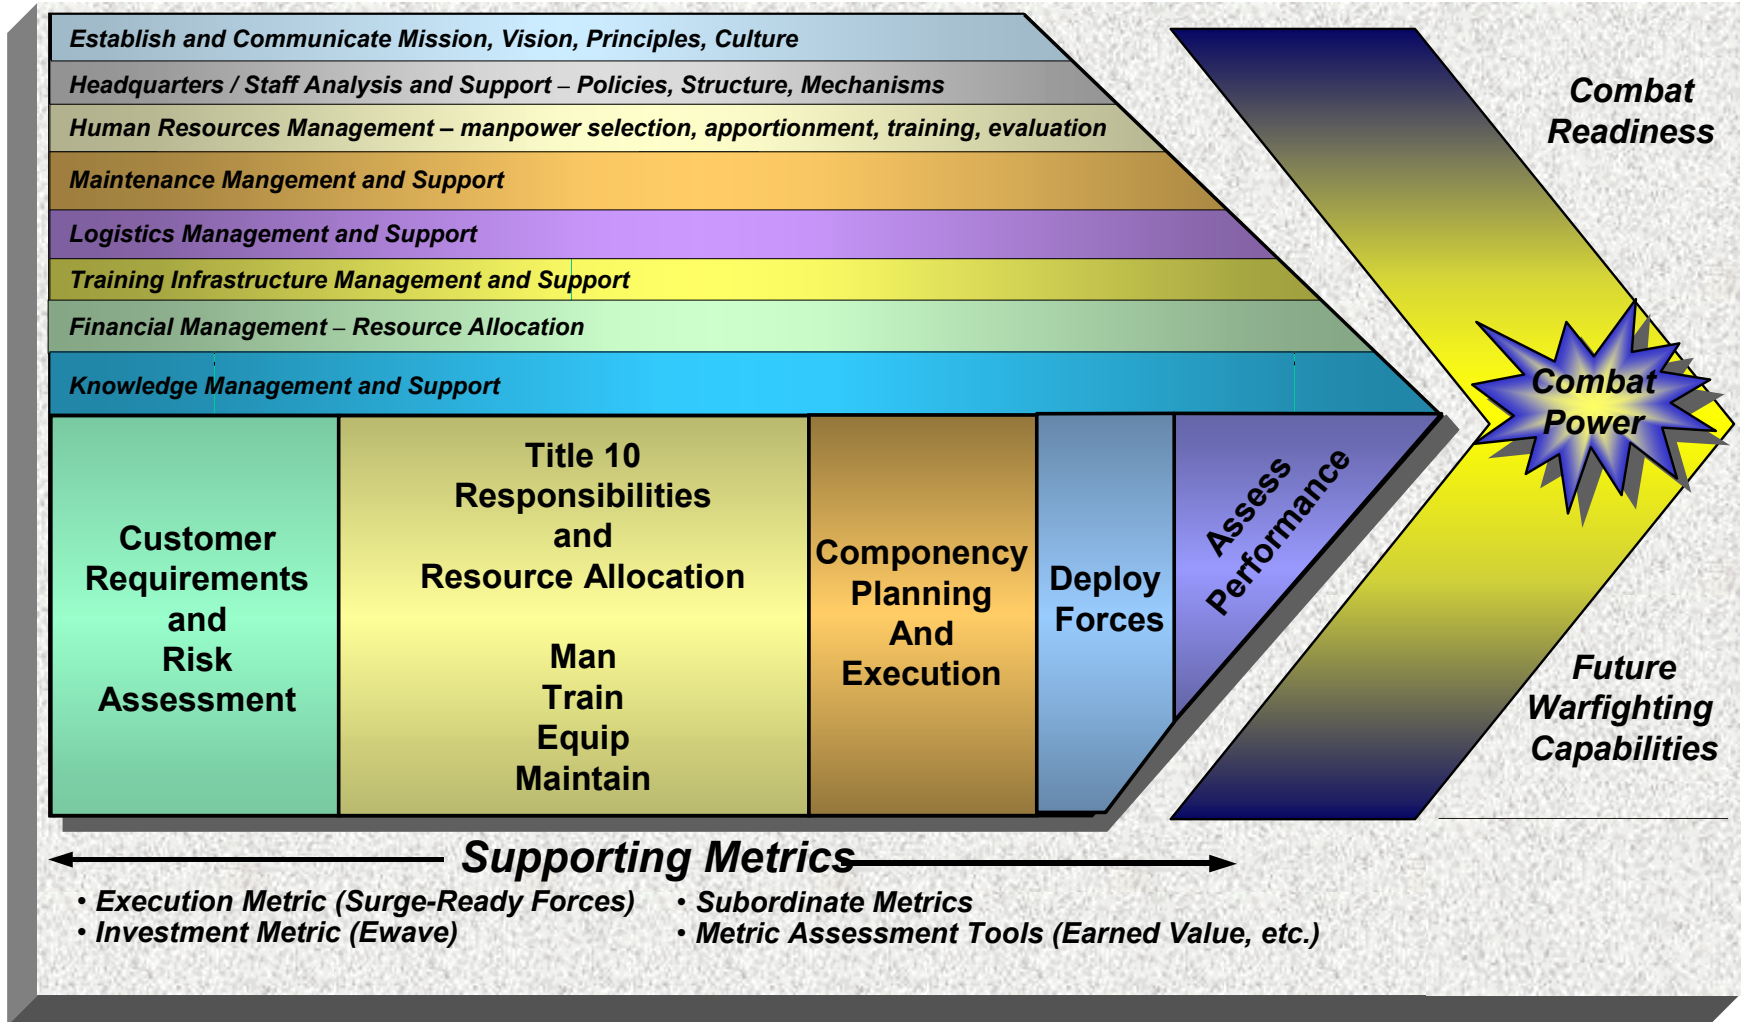 Establish and Communicate Mission, Vision, Principles, Culture
Headquarters / Staff Analysis and Support – Policies, Structure, Mechanisms
Human Resources Management – manpower selection, apportionment, training, evaluation
Maintenance Mangement and Support
Logistics Management and Support
Training Infrastructure Management and Support
Financial Management – Resource Allocation
Knowledge Management and Support
Customer
Requirements
and
Risk
Assessment
Title 10
Responsibilities
and
Resource Allocation
Man
Train
Equip
Maintain
Componency
Planning
And
Execution
Deploy
Forces
Assess
Performance
Combat
Readiness
Combat
Power
Future
Warfighting
Capabilities
Supporting Metrics
• Execution Metric (Surge-Ready Forces)
• Investment Metric (Ewave)
• Subordinate Metrics
• Metric Assessment Tools (Earned Value, etc.)